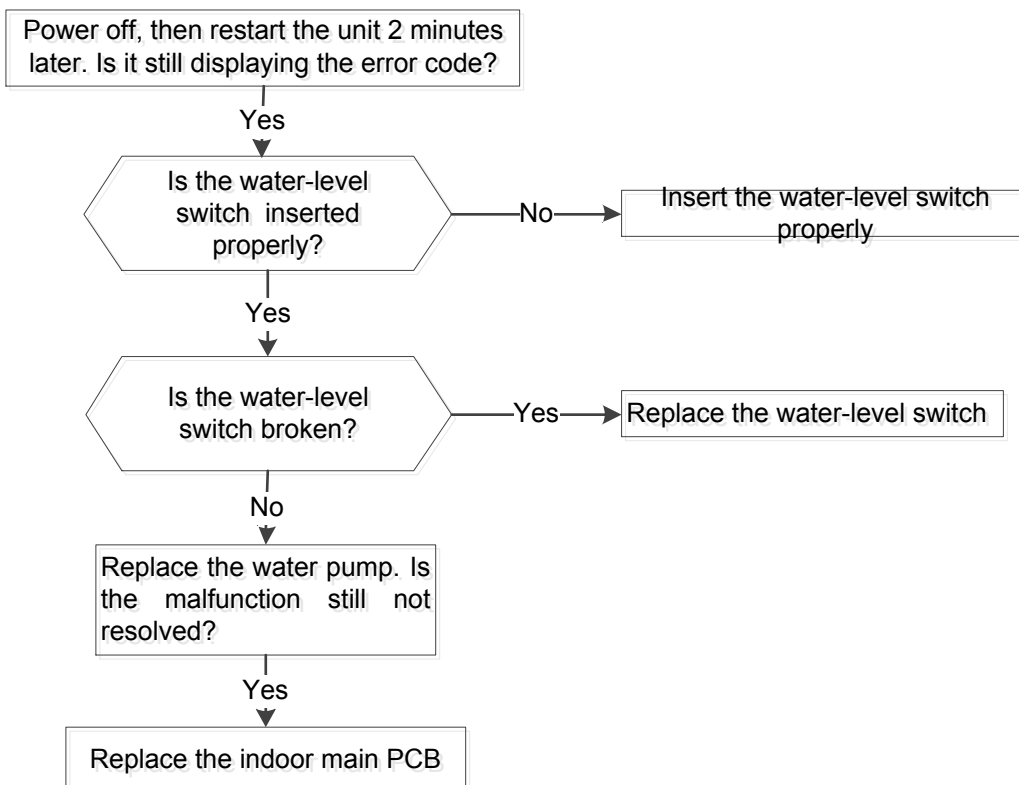 Power off, then restart the unit 2 minutes
later. Is it still displaying the error code?
Yes
Is the water-level
switch inserted
properly?
No
Insert the water-level switch
properly
Yes
Is the water-level
switch broken?
Yes
Replace the water-level switch
No
Replace the water pump. Is
the malfunction still not
resolved?
Yes
Replace the indoor main PCB